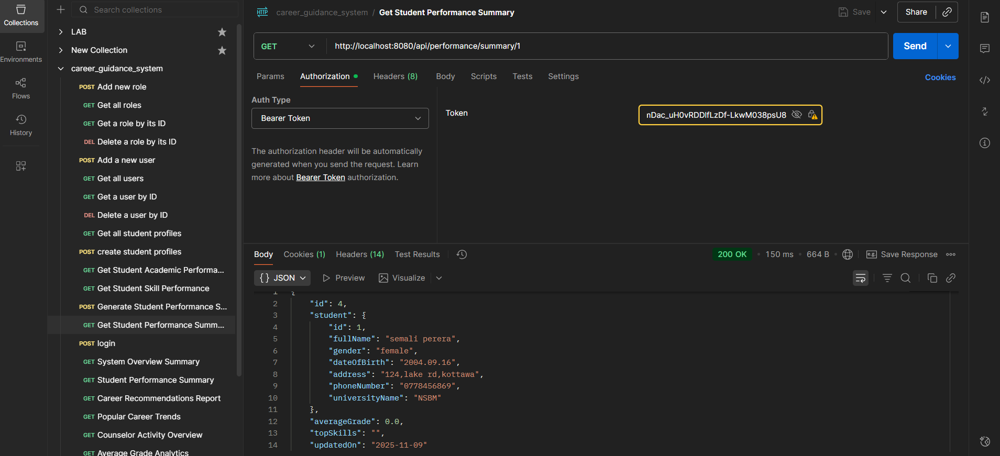 Collections
Environments
Flows
History
Search collections
LAB
New Collection
career_guidance_system
POST Add new role
GET Get all roles
GET Get a role by its ID
DEL Delete a role by its ID
POST Add a new user
GET Get all users
GET Get a user by ID
DEL Delete a user by ID
GET Get all student profiles
POST create student profiles
GET Get Student Academic Performa...
GET Get Student Skill Performance
POST Generate Student Performance S...
GET Get Student Performance Summ...
POST login
GET System Overview Summary
GET Student Performance Summary
GET Career Recommendations Report
GET Popular Career Trends
GET Counselor Activity Overview
GET Average Grade Analytics
HTTP career_guidance_system / Get Student Performance Summary
Save
Share
GET http://localhost:8080/api/performance/summary/1
Send
Params Authorization Headers (8) Body Scripts Tests Settings
Cookies
Auth Type
Bearer Token
The authorization header will be automatically
generated when you send the request. Learn
more about Bearer Token authorization.
Token
nDac_uH0vRDDlfLzDf-LkwM038psU8
Body Cookies (1) Headers (14) Test Results
200 OK • 150 ms • 664 B
e.g. Save Response
{} JSON Preview Visualize
1 {
2 "id": 4,
3 "student": {
4 "id": 1,
5 "fullName": "semali perera",
6 "gender": "female",
7 "dateOfBirth": "2004.09.16",
8 "address": "124,lake rd,kottawa",
9 "phoneNumber": "0778456869",
10 "universityName": "NSBM"
11 },
12 "averageGrade": 0.0,
13 "topSkills": "",
14 "updatedOn": "2025-11-09"